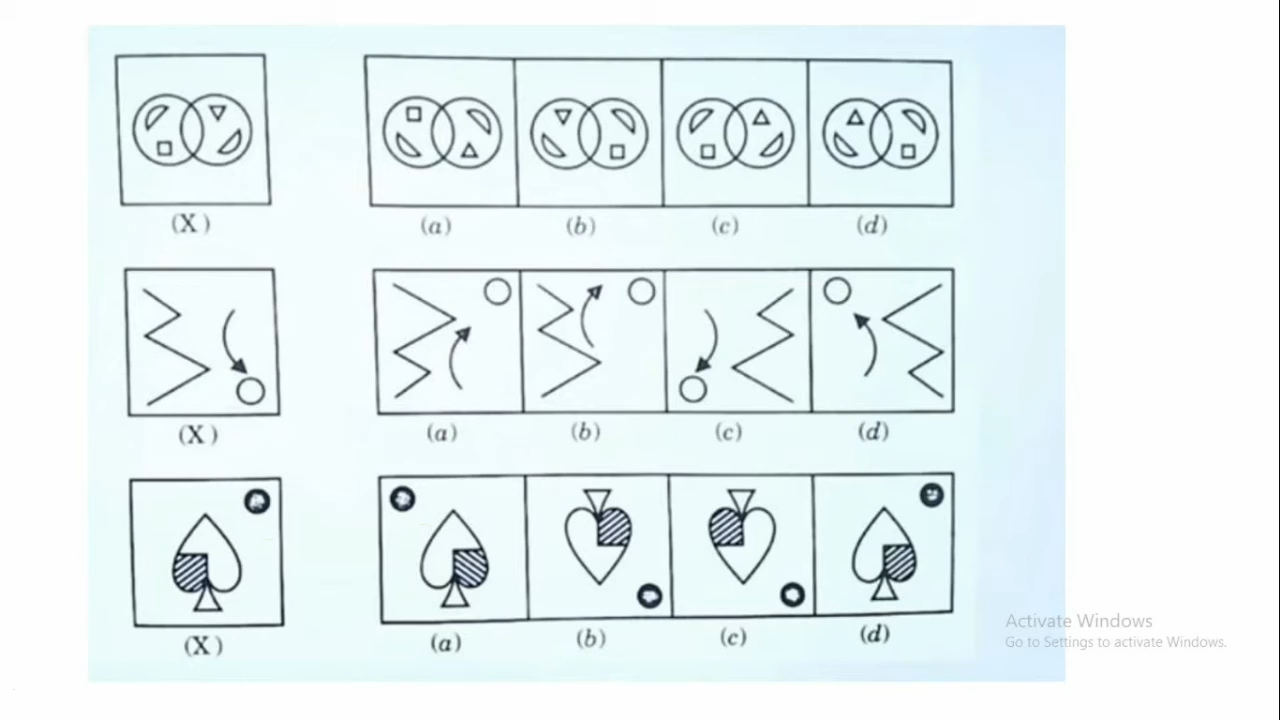 (X) (a) (b) (c) (d)
(X) (a) (b) (c) (d)
Activate Windows
Go to Settings to activate Windows.
(X) (a) (b) (c) (d)